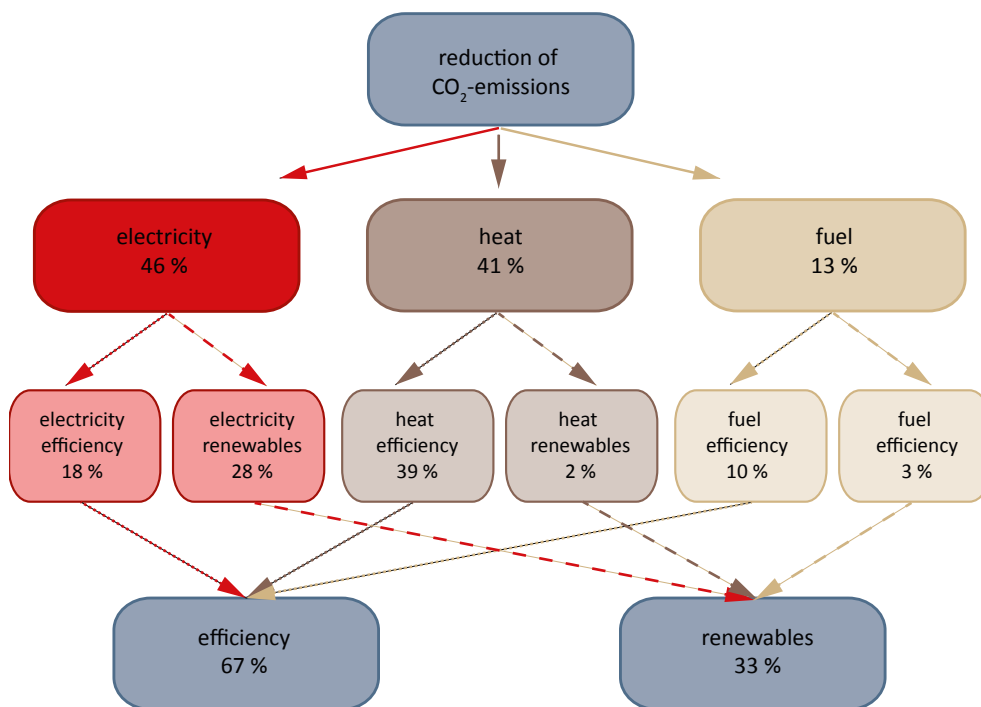 reduction of
CO₂-emissions
electricity
46 %
heat
41 %
fuel
13 %
electricity
efficiency
18 %
electricity
renewables
28 %
heat
efficiency
39 %
heat
renewables
2 %
fuel
efficiency
10 %
fuel
efficiency
3 %
efficiency
67 %
renewables
33 %